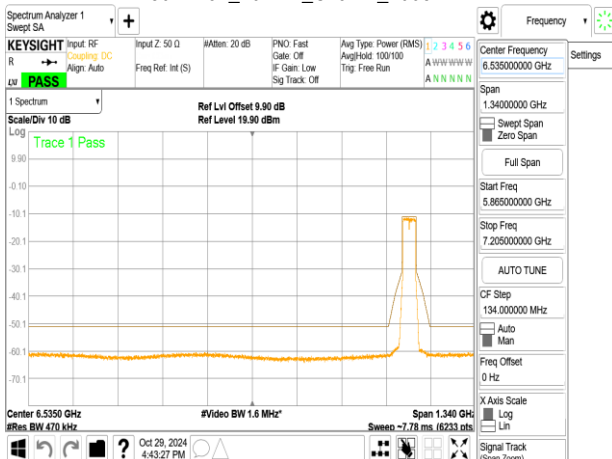 Spectrum Analyzer 1
Swept SA
Frequency
Settings
KEYSIGHT
R
LXI
PASS
Input: RF
Coupling: DC
Align: Auto
Input Z: 50 Ω
Freq Ref: Int (S)
#Atten: 20 dB
PNO: Fast
Gate: Off
IF Gain: Low
Sig Track: Off
Avg Type: Power (RMS)
Avg|Hold: 100/100
Trig: Free Run
1 2 3 4 5 6
A W W W W W
A N N N N N
1 Spectrum
Scale/Div 10 dB
Ref Lvl Offset 9.90 dB
Ref Level 19.90 dBm
Log
Trace 1 Pass
9.90
-0.10
-10.1
-20.1
-30.1
-40.1
-50.1
-60.1
-70.1
Center 6.5350 GHz
#Res BW 470 kHz
#Video BW 1.6 MHz*
Span 1.340 GHz
Sweep ~7.78 ms (6233 pts
Center Frequency
6.535000000 GHz
Span
1.34000000 GHz
Swept Span
Zero Span
Full Span
Start Freq
5.865000000 GHz
Stop Freq
7.205000000 GHz
AUTO TUNE
CF Step
134.000000 MHz
Auto
Man
Freq Offset
0 Hz
X Axis Scale
Log
Lin
Signal Track
(Span Zoom)
?
Oct 29, 2024
4:43:27 PM